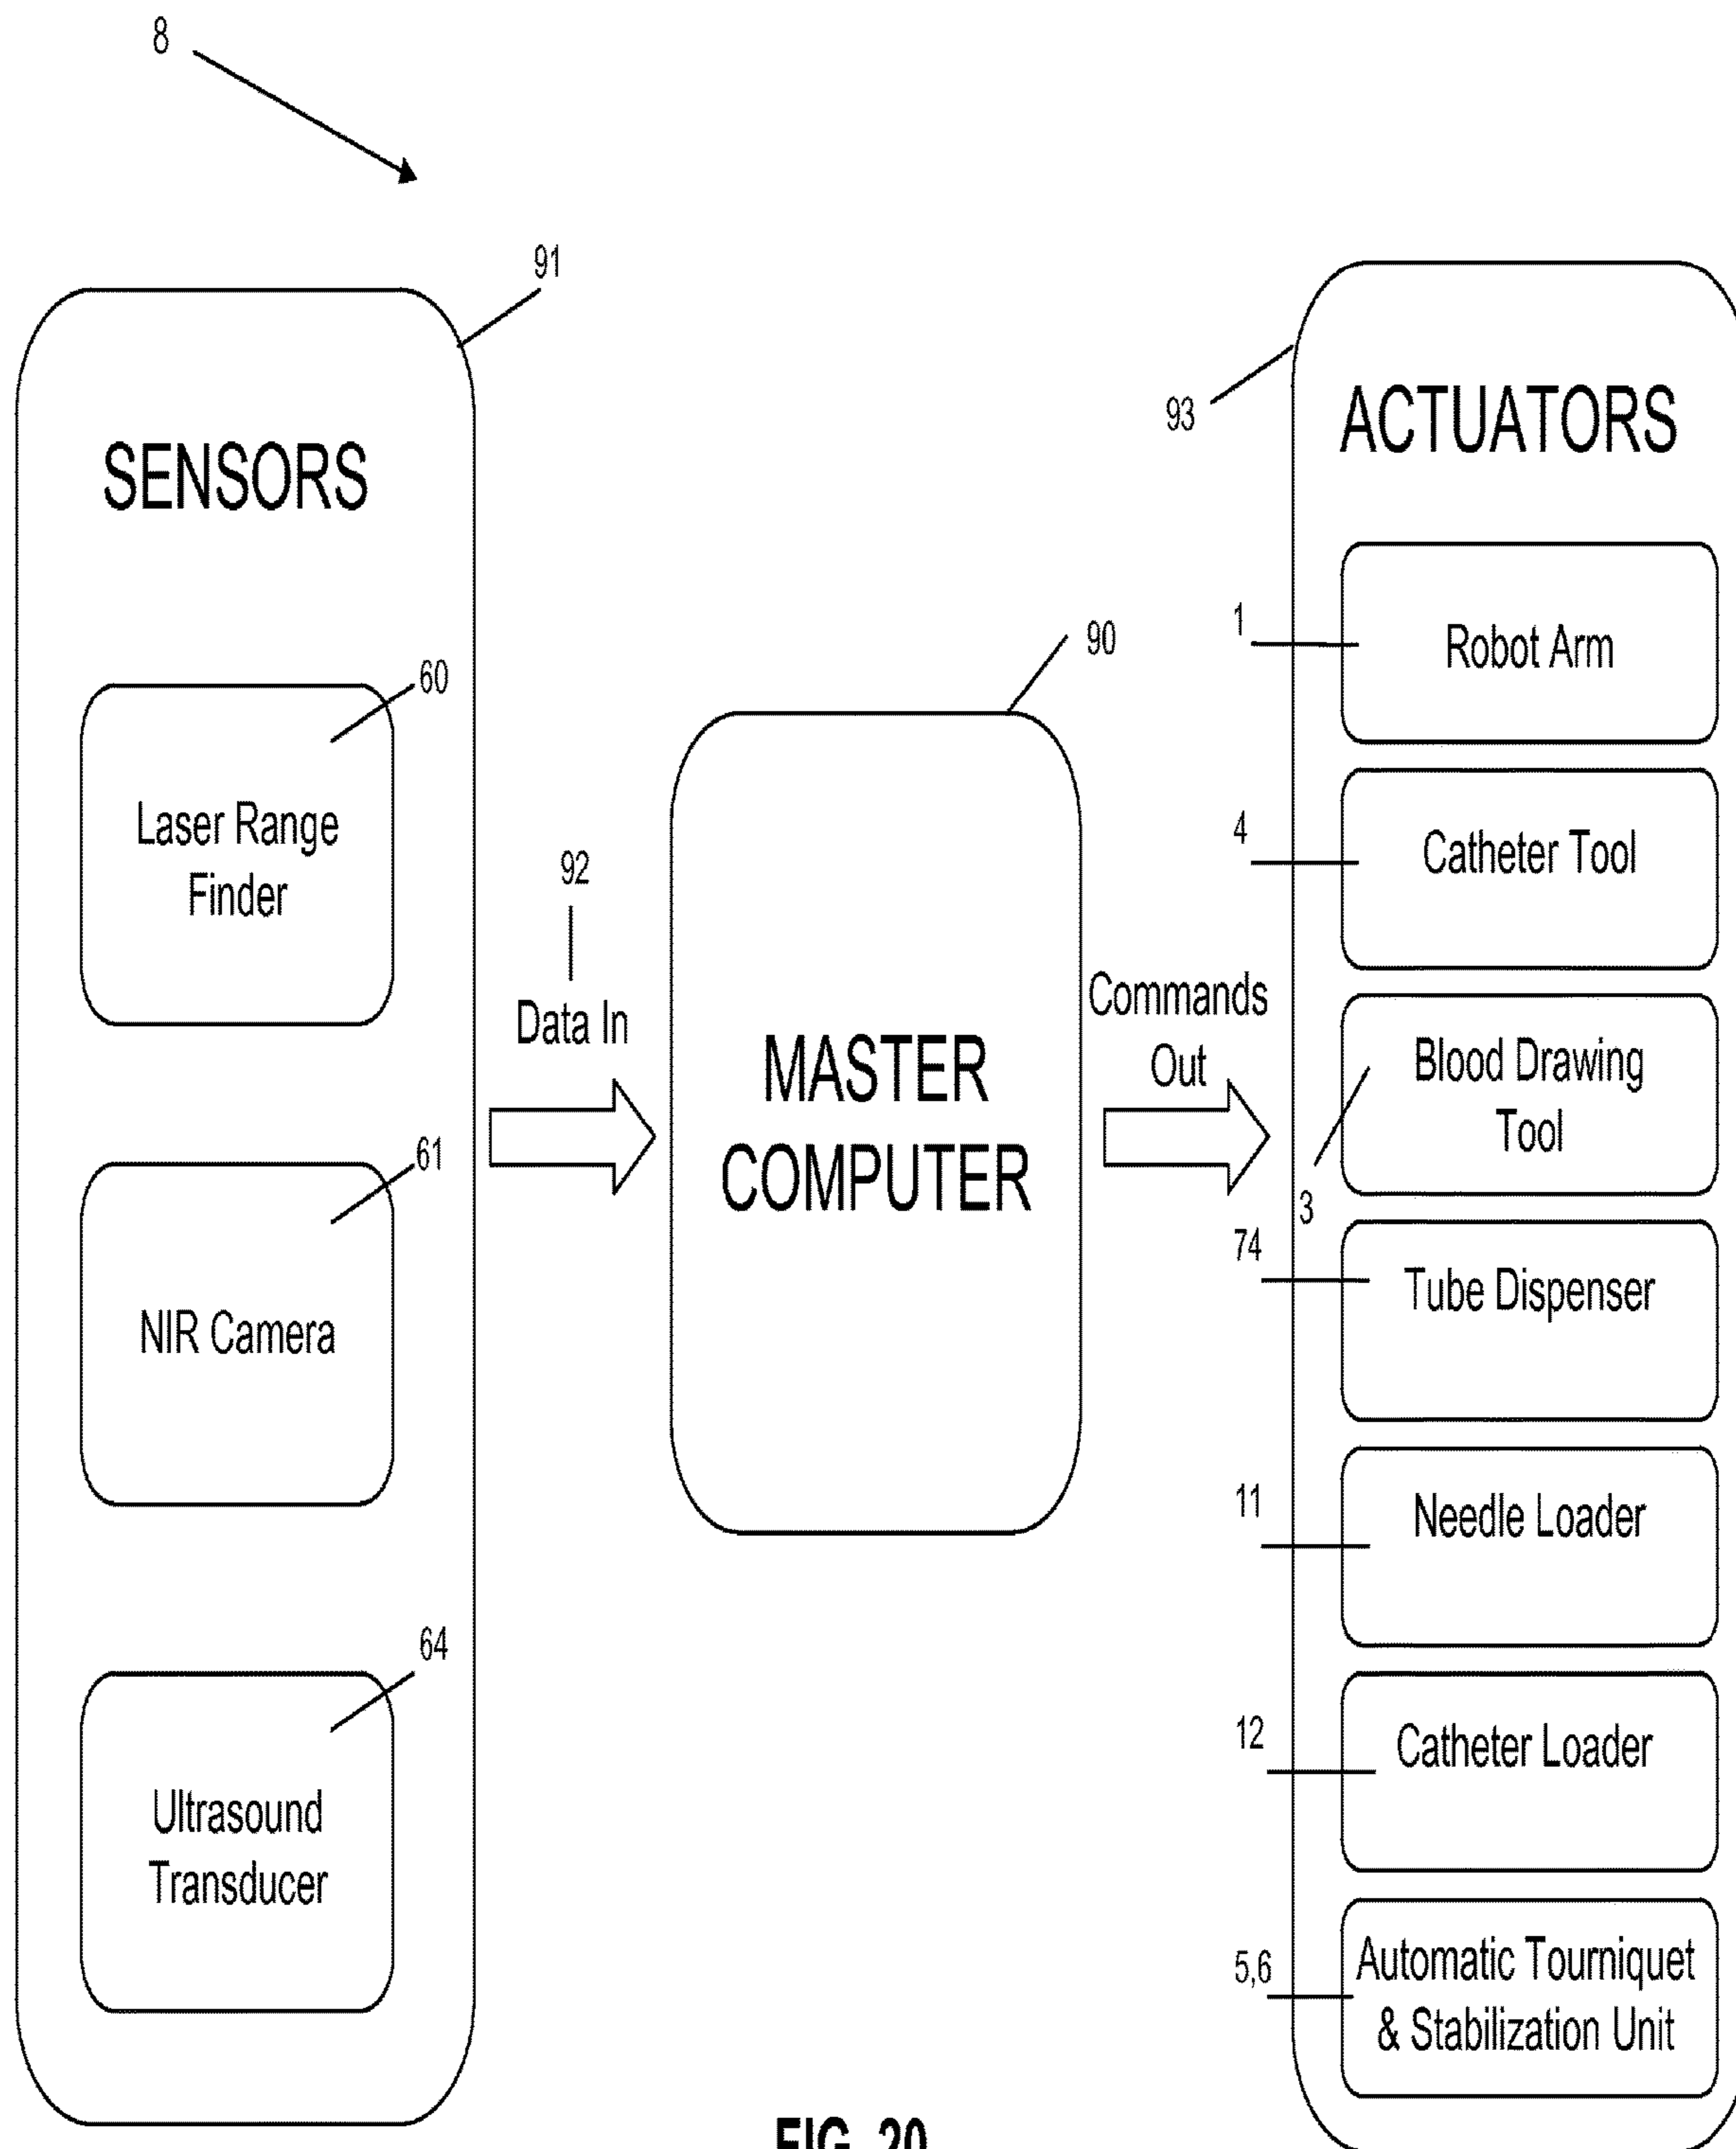 8
91
SENSORS
60
Laser Range
Finder
61
NIR Camera
64
Ultrasound
Transducer
92
Data In
90
MASTER
COMPUTER
Commands
Out
93
ACTUATORS
1
Robot Arm
4
Catheter Tool
3
Blood Drawing
Tool
74
Tube Dispenser
11
Needle Loader
12
Catheter Loader
5,6
Automatic Tourniquet
& Stabilization Unit
FIG. 20